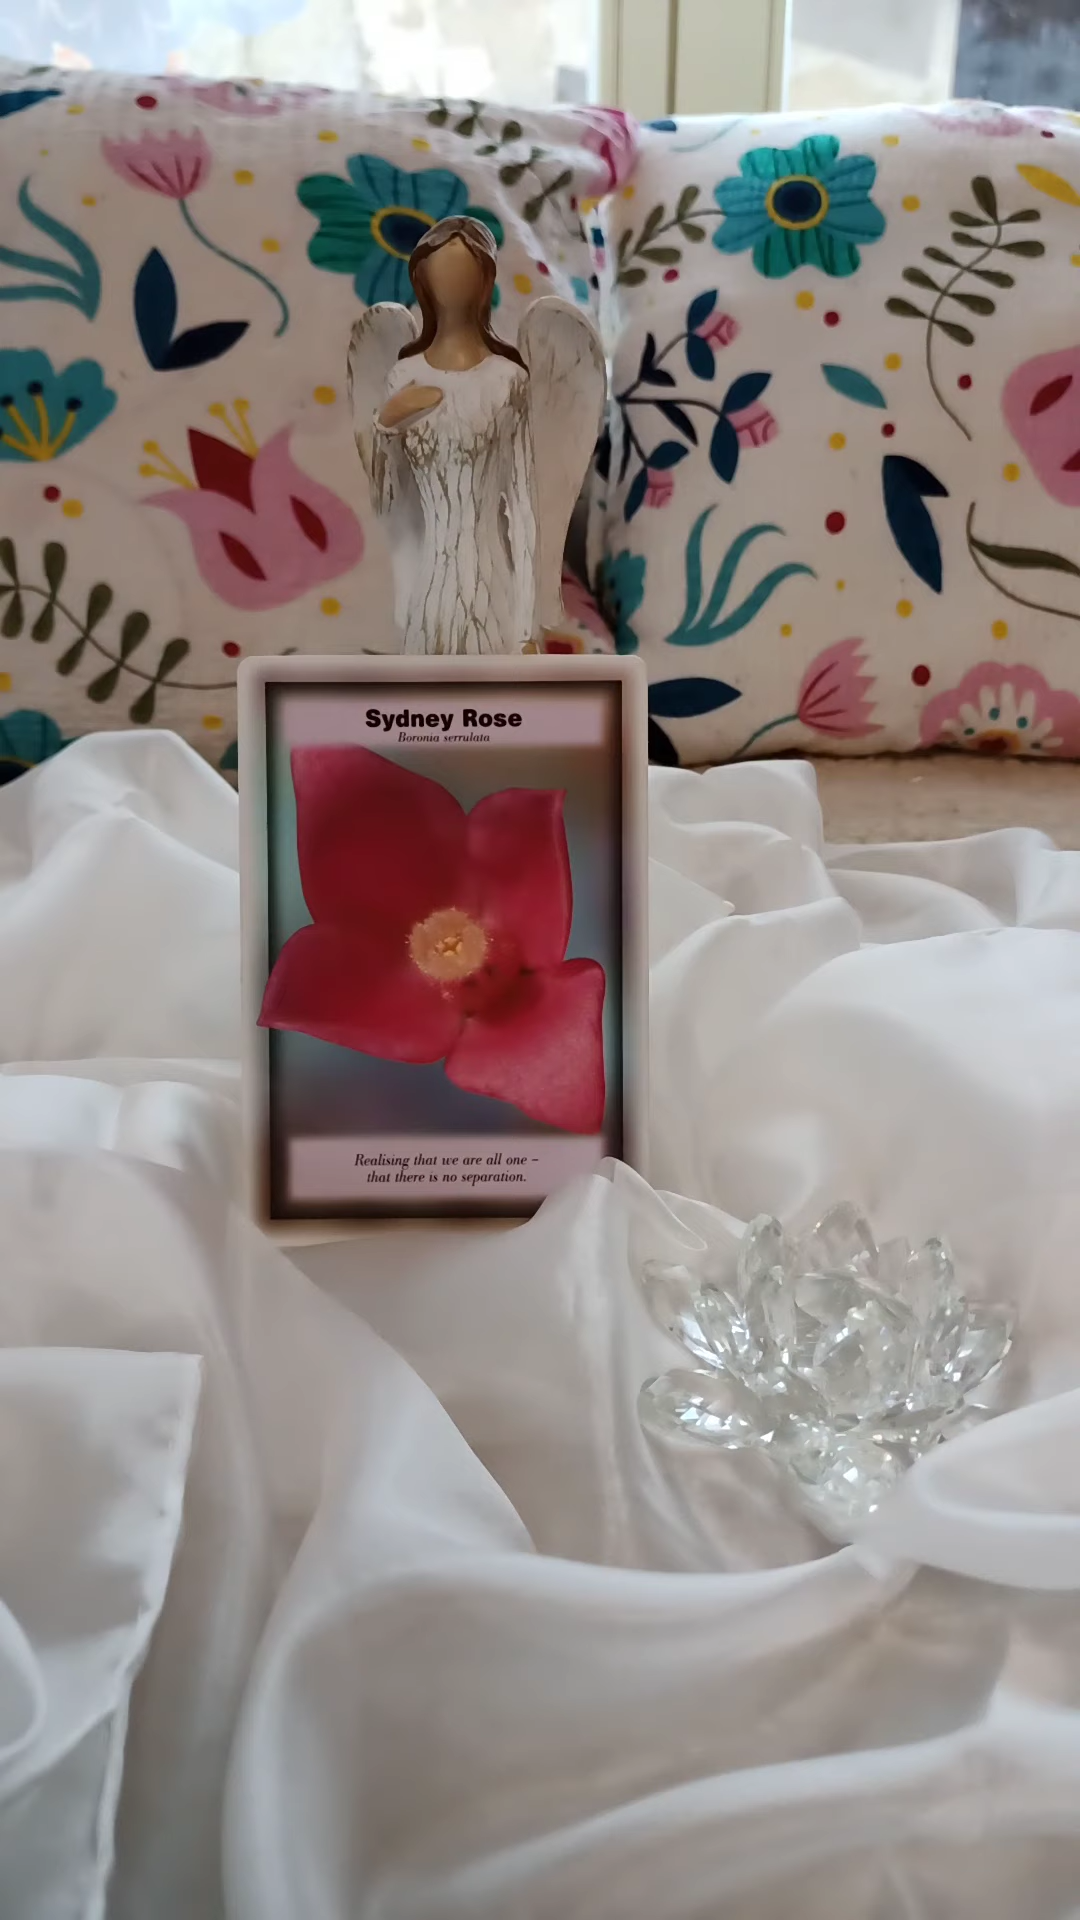 Sydney Rose
Boronia serrulata
Realising that we are all one –
that there is no separation.